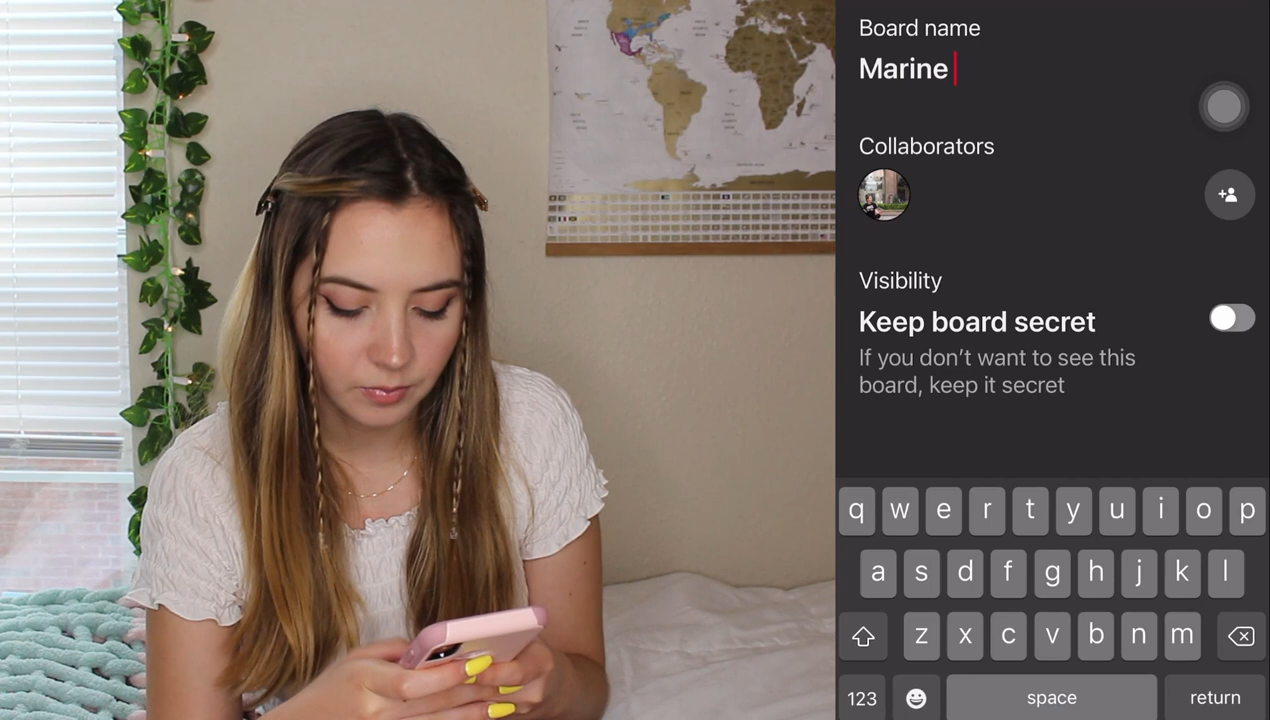 Board name
Marine
Collaborators
Visibility
Keep board secret
If you don’t want to see this
board, keep it secret
q w e r t y u i o p
a s d f g h j k l
z x c v b n m
123 space return